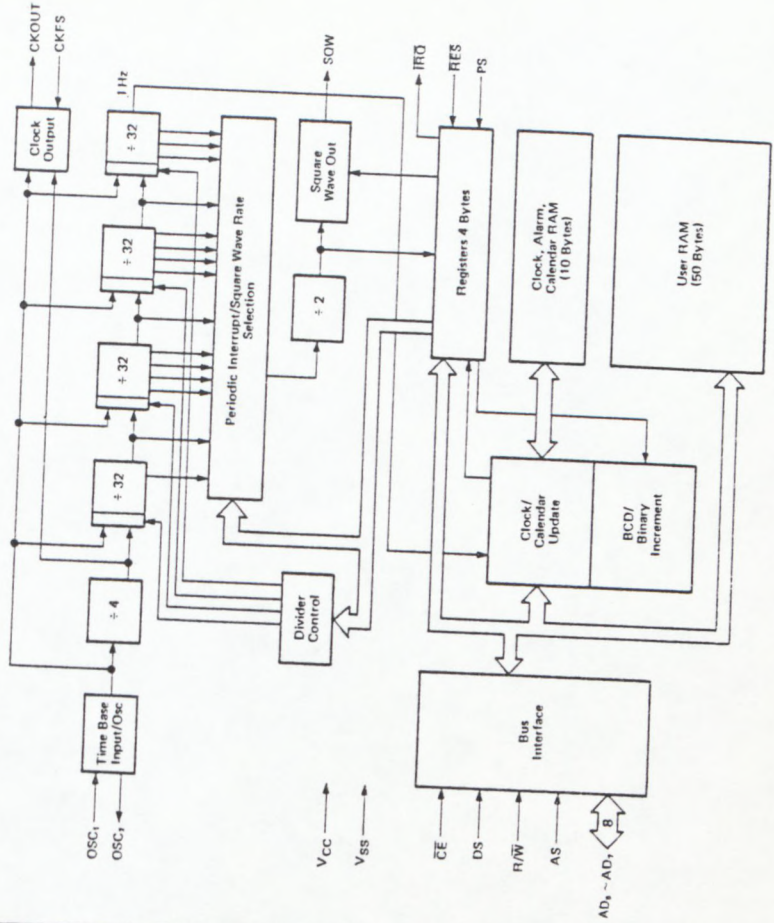 OSC₁
OSC₂
Time Base
Input/Osc
÷ 4
÷ 32
÷ 32
÷ 32
÷ 32
Clock
Output
CKOUT
CKFS
1 Hz
Periodic Interrupt/Square Wave Rate
Selection
Divider
Control
÷ 2
Square
Wave Out
SQW
VCC
VSS
IRQ
RES
PS
Registers 4 Bytes
Clock, Alarm,
Calendar RAM
(10 Bytes)
User RAM
(50 Bytes)
Clock/
Calendar
Update
BCD/
Binary
Increment
Bus
Interface
CE
DS
R/W
AS
8
AD₀ ~ AD₇